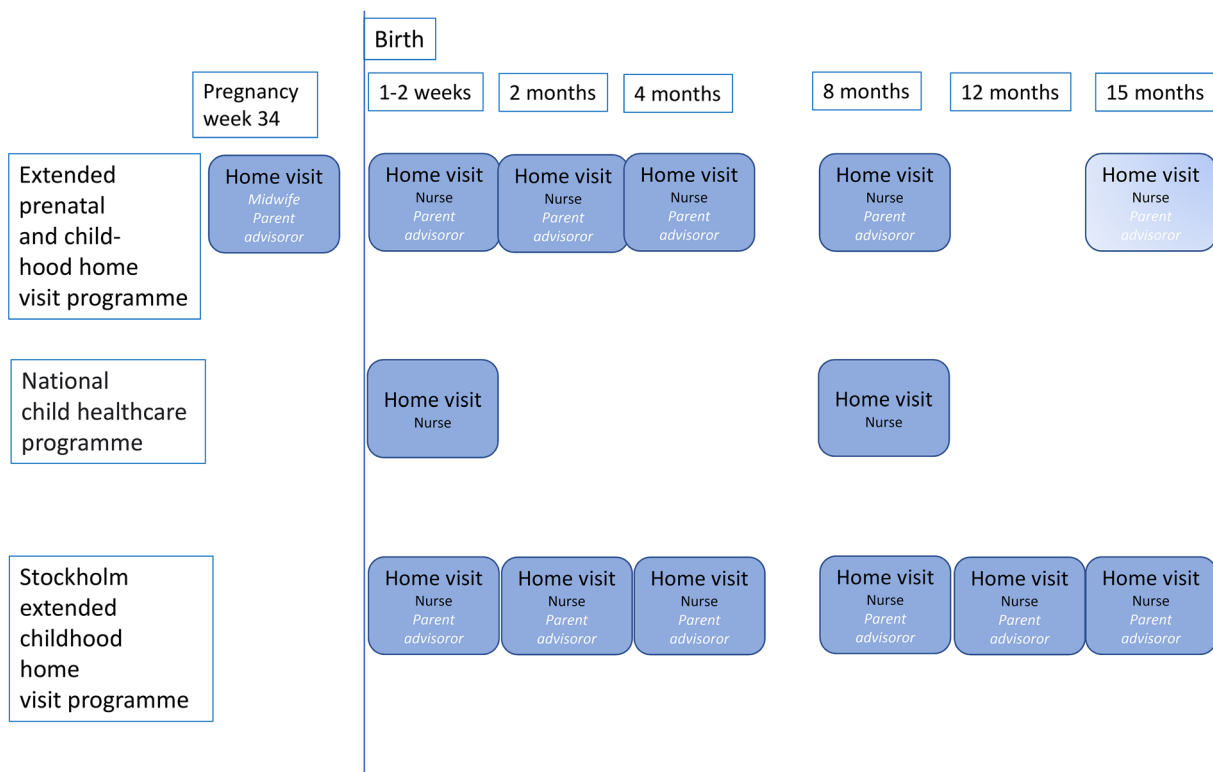 Birth
Pregnancy
week 34
1-2 weeks
2 months
4 months
8 months
12 months
15 months
Extended
prenatal
and child-
hood home
visit programme
Home visit
Midwife
Parent
advisoror
Home visit
Nurse
Parent
advisoror
Home visit
Nurse
Parent
advisoror
Home visit
Nurse
Parent
advisoror
Home visit
Nurse
Parent
advisoror
Home visit
Nurse
Parent
advisoror
National
child healthcare
programme
Home visit
Nurse
Home visit
Nurse
Stockholm
extended
childhood
home
visit programme
Home visit
Nurse
Parent
advisoror
Home visit
Nurse
Parent
advisoror
Home visit
Nurse
Parent
advisoror
Home visit
Nurse
Parent
advisoror
Home visit
Nurse
Parent
advisoror
Home visit
Nurse
Parent
advisoror